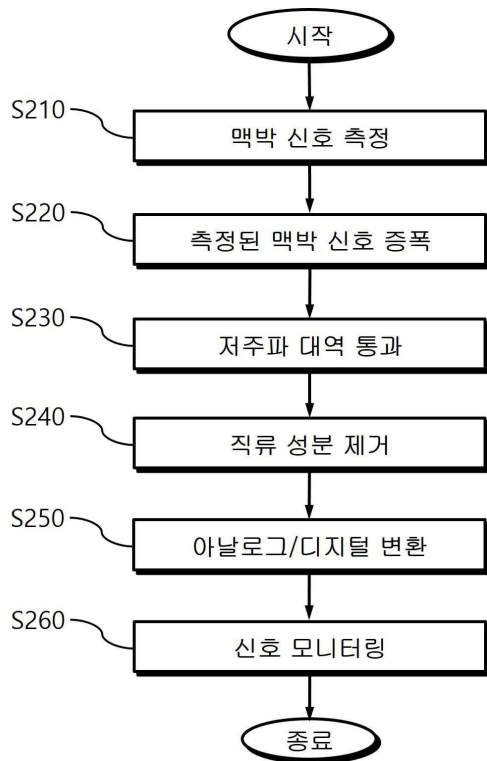 시작
S210
맥박 신호 측정
S220
측정된 맥박 신호 증폭
S230
저주파 대역 통과
S240
직류 성분 제거
S250
아날로그/디지털 변환
S260
신호 모니터링
종료